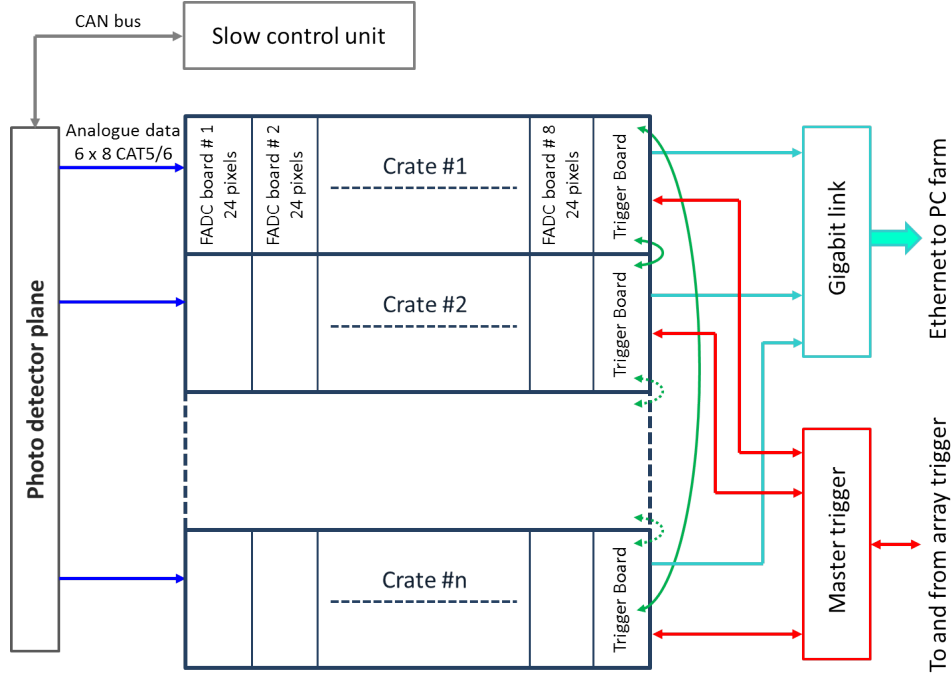 CAN bus
Slow control unit
Analogue data
6 x 8 CAT5/6
Photo detector plane
FADC board # 1
24 pixels
FADC board # 2
24 pixels
Crate #1
FADC board # 8
24 pixels
Trigger Board
Crate #2
Trigger Board
Crate #n
Trigger Board
Gigabit link
Ethernet to PC farm
Master trigger
To and from array trigger